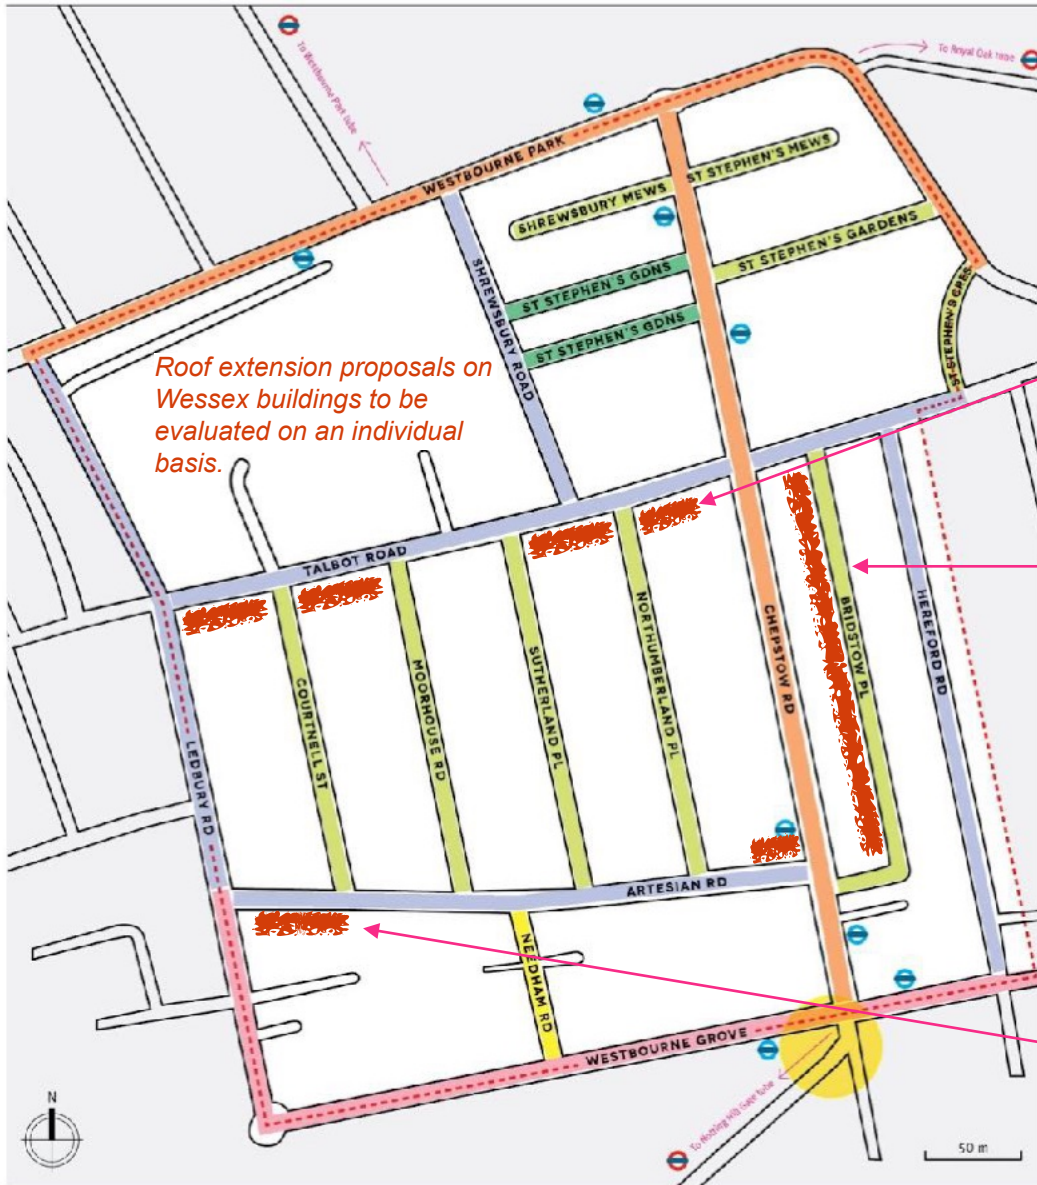 To Westbourne Park tube
To Royal Oak tube
WESTBOURNE PARK
ST STEPHEN'S MEWS
SHREWSBURY MEWS
ST STEPHEN'S GARDENS
SHREWSBURY ROAD
ST STEPHEN'S GDNS
ST STEPHEN'S GDNS
ST STEPHEN'S CRES
Roof extension proposals on
Wessex buildings to be
evaluated on an individual
basis.
TALBOT ROAD
LEDBURY RD
COURTNELL ST
MOORHOUSE RD
SUTHERLAND PL
NORTHUMBERLAND PL
CHEPSTOW RD
BRIDSTOW PL
HEREFORD RD
ARTESIAN RD
NEEDHAM RD
WESTBOURNE GROVE
To Notting Hill Gate tube
N
50 m